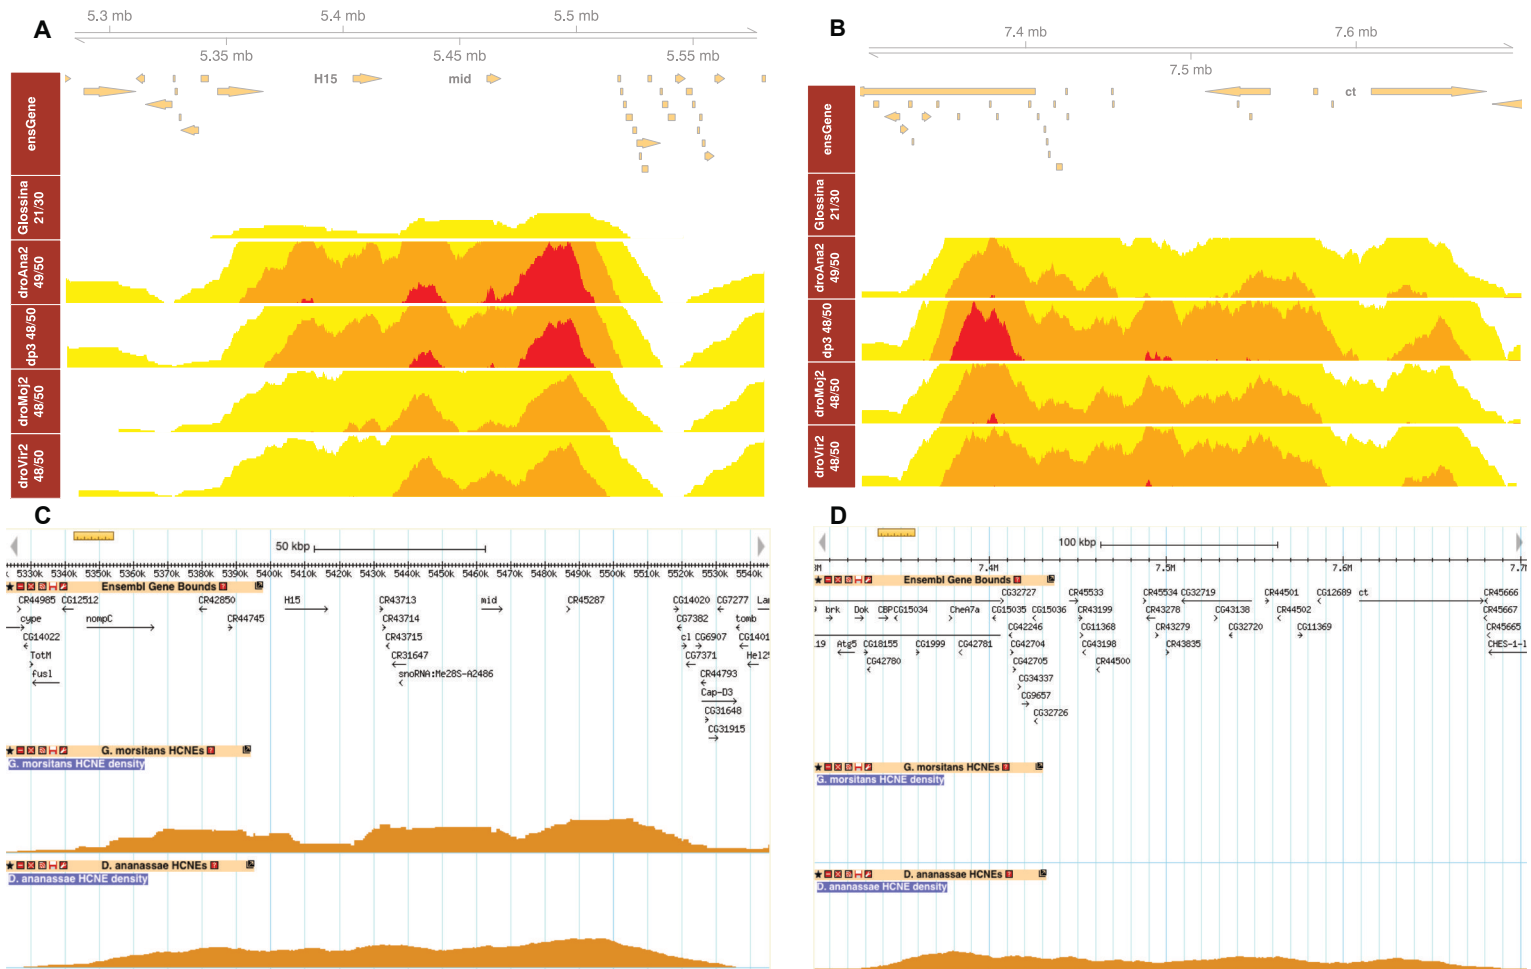 A
5.3 mb
5.4 mb
5.5 mb
5.35 mb
5.45 mb
5.55 mb
H15
mid
ensGene
Glossina
21/30
droAna2
49/50
dp3 48/50
droMoj2
48/50
droVir2
48/50
B
7.4 mb
7.6 mb
7.5 mb
ct
ensGene
droAna2
49/50
dp3 48/50
droMoj2
48/50
droVir2
48/50
C
50 kbp
5330k 5340k 5350k 5360k 5370k 5380k 5390k 5400k 5410k 5420k 5430k 5440k 5450k 5460k 5470k 5480k 5490k 5500k 5510k 5520k 5530k 5540k
Ensembl Gene Bounds
CR44985 CG12512 CR42850 H15 CR43713 mid CR45287 CG14020 CG7277 Lam
cype nompC CR44745 CR43714 CG7382 tomb
CG14022 CR43715 cl CG6907 CG1401
TotM CR31647 CG7371
fusl snoRNA:Me28S-A2486 CR44793
Cap-D3
CG31648
CG31915
G. morsitans HCNEs
G. morsitans HCNE density
D. ananassae HCNEs
D. ananassae HCNE density
D
100 kbp
7.4M 7.5M 7.6M
Ensembl Gene Bounds
CG32727 CR45533 CR45534 CG32719 CR44501 CG12689 ct CR45666
brk Dok CBP CG15034 CheA7a CG15035 CG15036 CG43199 CR43278 CG43138 CR44502 CR45667
CG42246 CG11368 CR43279 CG32720 CG11369 CR45665
Atg5 CG18155 CG1999 CG42781 CG42704 CG43198 CR43835 CHES-1-l
CG42780 CG42705 CR44500
CG34337
CG9657
CG32726
G. morsitans HCNEs
G. morsitans HCNE density
D. ananassae HCNEs
D. ananassae HCNE density